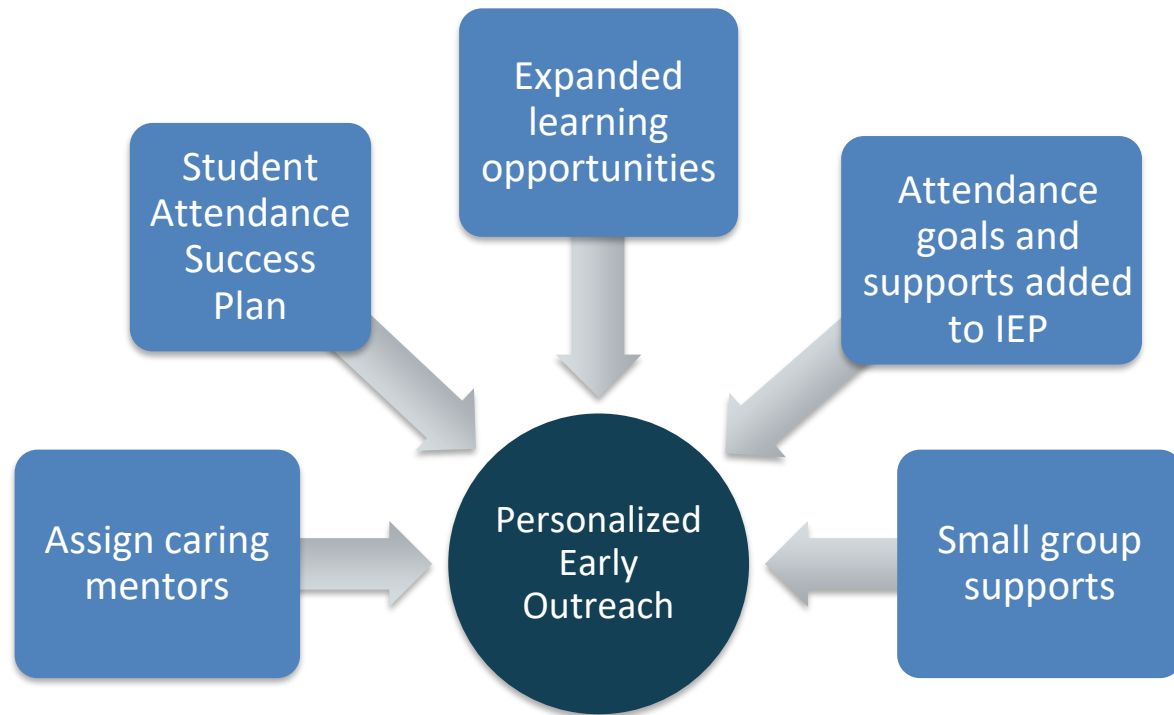 Expanded
learning
opportunities
Student
Attendance
Success
Plan
Attendance
goals and
supports added
to IEP
Assign caring
mentors
Personalized
Early
Outreach
Small group
supports